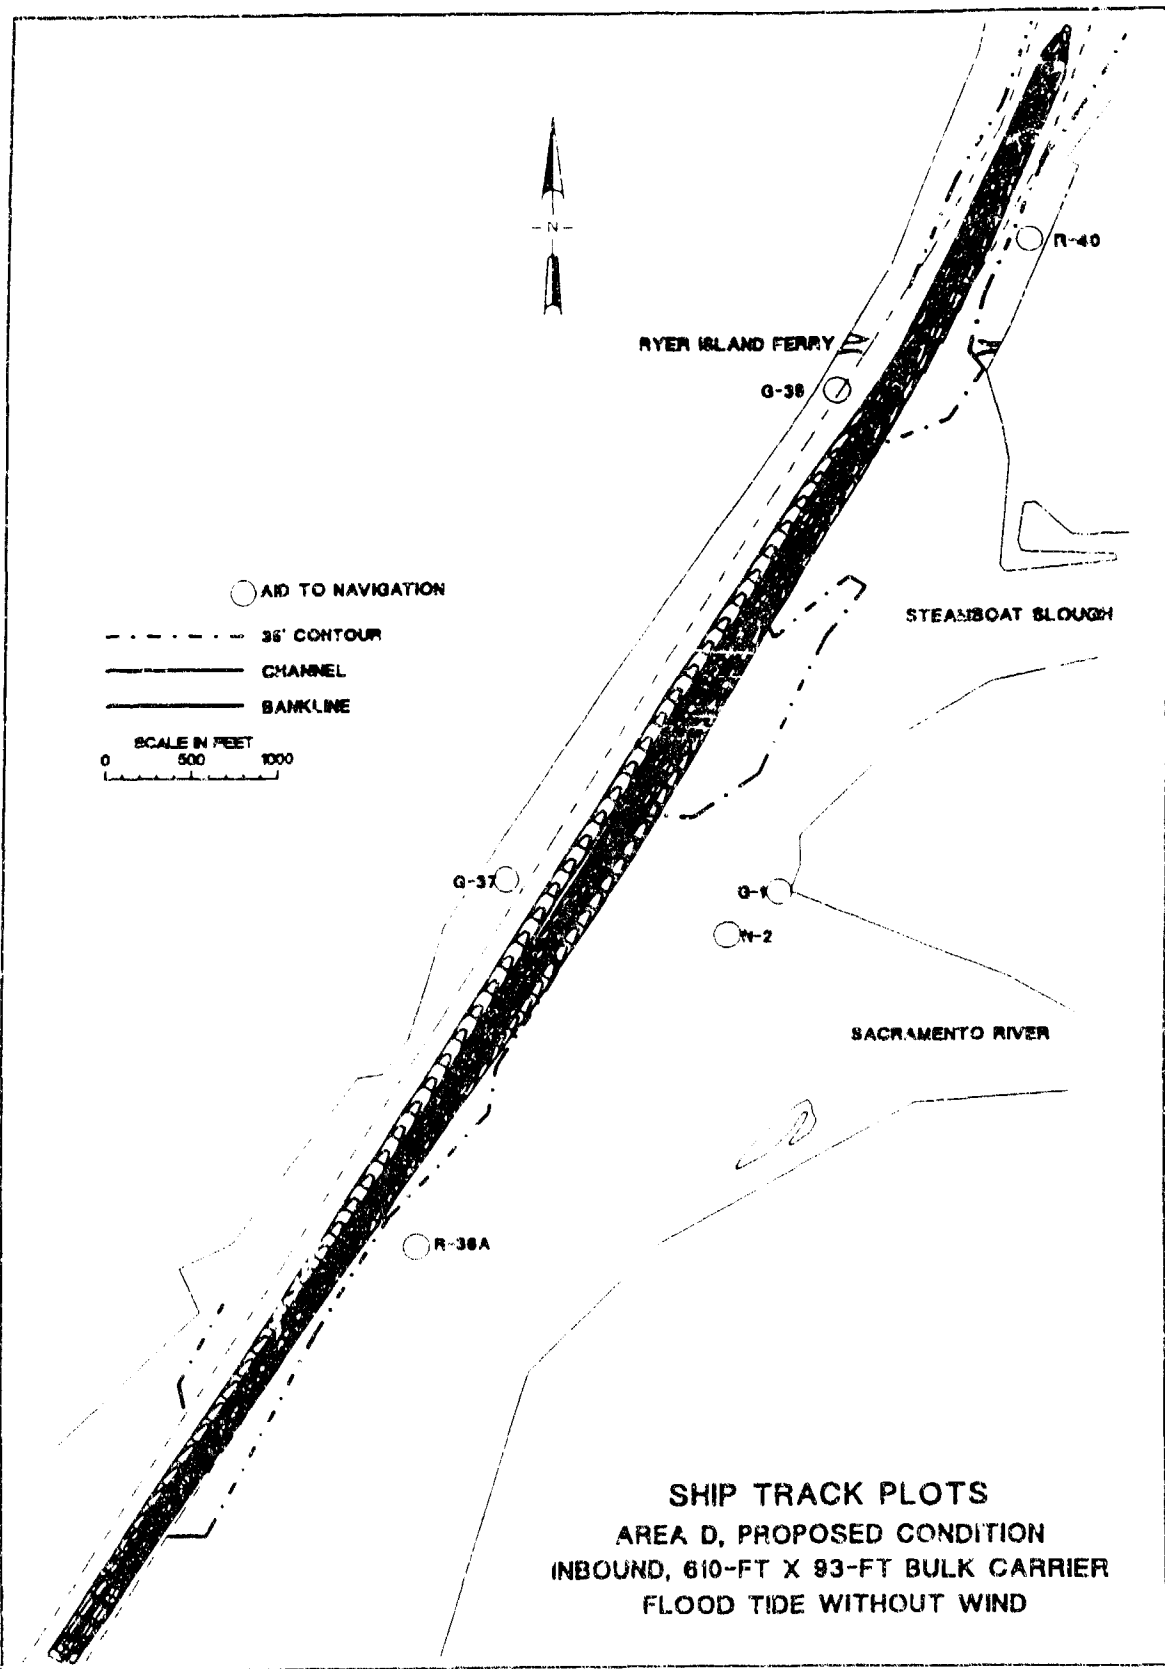 -N-
R-40
RYER ISLAND FERRY
G-38
AID TO NAVIGATION
STEAMBOAT SLOUGH
35' CONTOUR
CHANNEL
BANKLINE
SCALE IN FEET
0 500 1000
G-37
G-1
N-2
SACRAMENTO RIVER
R-36A
SHIP TRACK PLOTS
AREA D, PROPOSED CONDITION
INBOUND, 610-FT X 93-FT BULK CARRIER
FLOOD TIDE WITHOUT WIND